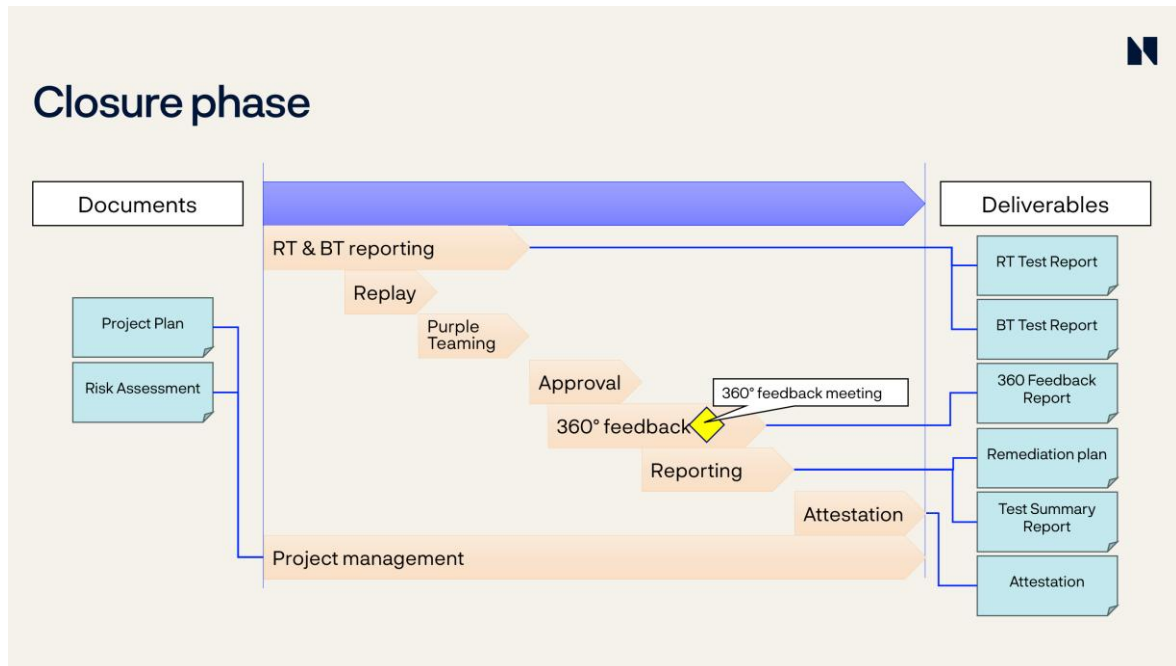 Closure phase
Documents
Deliverables
RT & BT reporting
RT Test Report
Replay
Project Plan
Purple
Teaming
BT Test Report
Risk Assessment
Approval
360° feedback meeting
360 Feedback
Report
360° feedback
Reporting
Remediation plan
Attestation
Test Summary
Report
Project management
Attestation